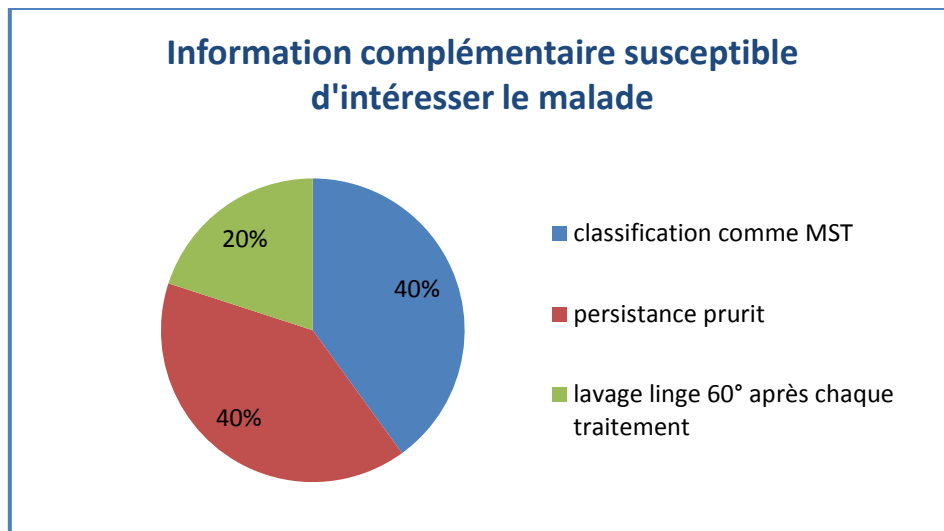 Information complémentaire susceptible
d'intéresser le malade
20%
40%
40%
classification comme MST
persistance prurit
lavage linge 60° après chaque
traitement